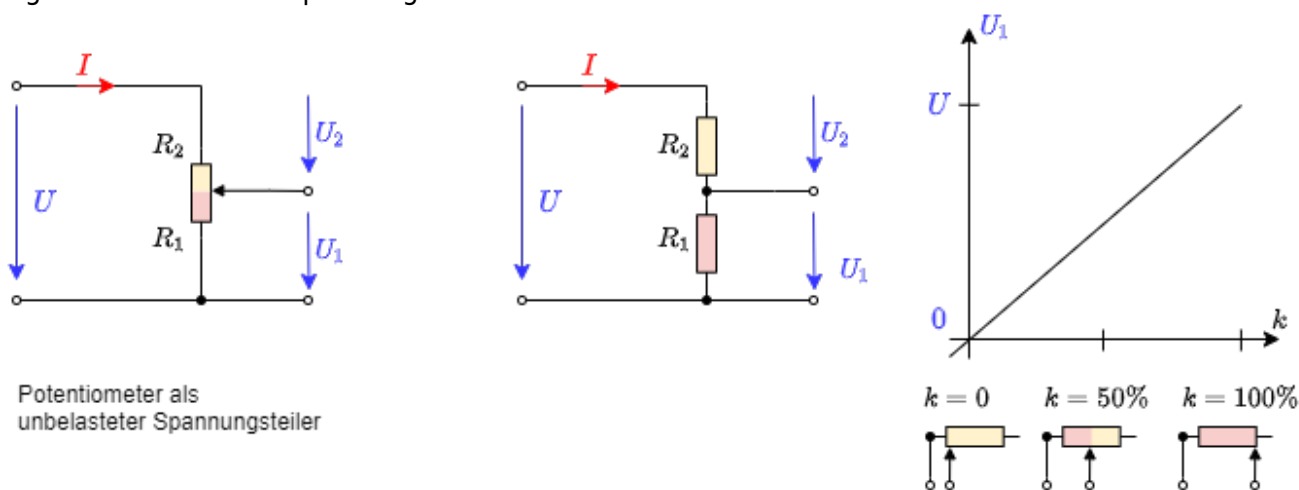 I
R₂
U
R₁
U₂
U₁
I
R₂
U
R₁
U₂
U₁
U₁
U
0
k
k = 0 k = 50% k = 100%
Potentiometer als
unbelasteter Spannungsteiler